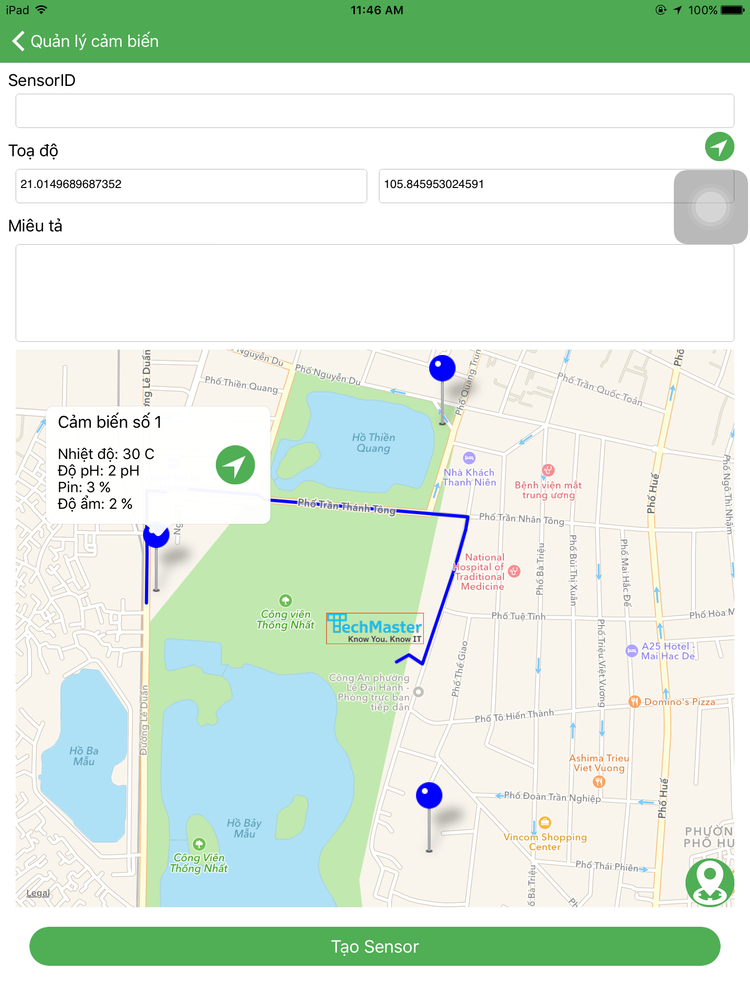 iPad
11:46 AM
100%
Quản lý cảm biến
SensorID
Toạ độ
21.0149689687352
105.845953024591
Miêu tả
Nguyễn Du
Phố Nguyễn Du
Phố Thiền Quang
Lê Duẩn
Phố Quang Trun
Phố
Phố Trần Quốc Toản
Cảm biến số 1
Nhiệt độ: 30 C
Độ pH: 2 pH
Pin: 3 %
Độ ẩm: 2 %
Hồ Thiền
Quang
Nhà Khách
Thanh Niên
Bệnh viện mắt
trung ương
Phố Huế
Phố Ngô Thì Nhậm
Phố Trần Thánh Tông
Phố Trần Nhân Tông
National
Hospital of
Traditional
Medicine
Phố Bà Triệu
Phố Bùi Thị Xuân
Phố Mai Hắc Đế
Công viên
Thống Nhất
TechMaster
Know You. Know IT
Phố Tuệ Tĩnh
Phố Hòa M
Phố Thể Giao
Phố Triệu Việt Vương
A25 Hotel -
Mai Hac De
Công An phường
Lê Đại Hành -
Phòng trực ban
tiếp dân
Đường Lê Duẩn
Domino's Pizza
Phố Tô Hiến Thành
Hồ Ba
Mẫu
Ashima Trieu
Viet Vuong
Phố Đoàn Trần Nghiệp
Phố Huế
Hồ Bảy
Mẫu
Vincom Shopping
Center
PHƯỜN
PHỐ HU
Công Viên
Thống Nhất
Phố Thái Phiên
ố Bà Triệu
Ph
Legal
Tạo Sensor